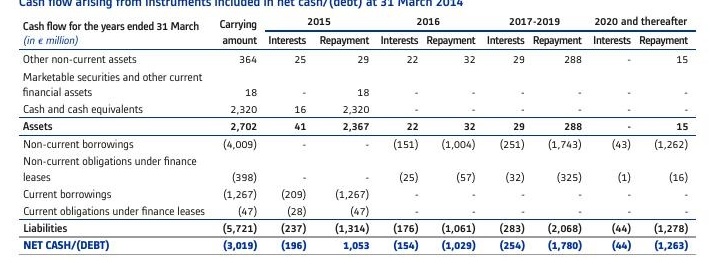 Cash flow arising from instruments included in net cash/(debt) at 31 March 2014
Cash flow for the years ended 31 March Carrying 2015 2016 2017-2019 2020 and thereafter
(in € million) amount Interests Repayment Interests Repayment Interests Repayment Interests Repayment
Other non-current assets 364 25 29 22 32 29 288 - 15
Marketable securities and other current
financial assets 18 - 18 - - - - - -
Cash and cash equivalents 2,320 16 2,320 - - - - - -
Assets 2,702 41 2,367 22 32 29 288 - 15
Non-current borrowings (4,009) - - (151) (1,004) (251) (1,743) (43) (1,262)
Non-current obligations under finance
leases (398) - - (25) (57) (32) (325) (1) (16)
Current borrowings (1,267) (209) (1,267) - - - - - -
Current obligations under finance leases (47) (28) (47) - - - - - -
Liabilities (5,721) (237) (1,314) (176) (1,061) (283) (2,068) (44) (1,278)
NET CASH/(DEBT) (3,019) (196) 1,053 (154) (1,029) (254) (1,780) (44) (1,263)